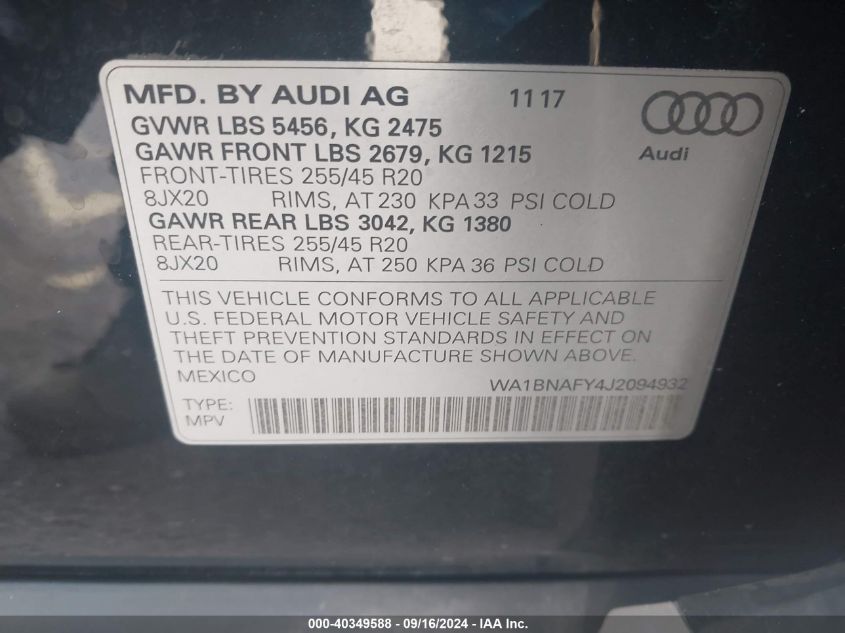 MFD. BY AUDI AG 11 17
GVWR LBS 5456, KG 2475
GAWR FRONT LBS 2679, KG 1215
Audi
FRONT-TIRES 255/45 R20
8JX20 RIMS, AT 230 KPA 33 PSI COLD
GAWR REAR LBS 3042, KG 1380
REAR-TIRES 255/45 R20
8JX20 RIMS, AT 250 KPA 36 PSI COLD
THIS VEHICLE CONFORMS TO ALL APPLICABLE
U.S. FEDERAL MOTOR VEHICLE SAFETY AND
THEFT PREVENTION STANDARDS IN EFFECT ON
THE DATE OF MANUFACTURE SHOWN ABOVE.
MEXICO WA1BNAFY4J2094932
TYPE:
MPV
000-40349588 - 09/16/2024 - IAA Inc.